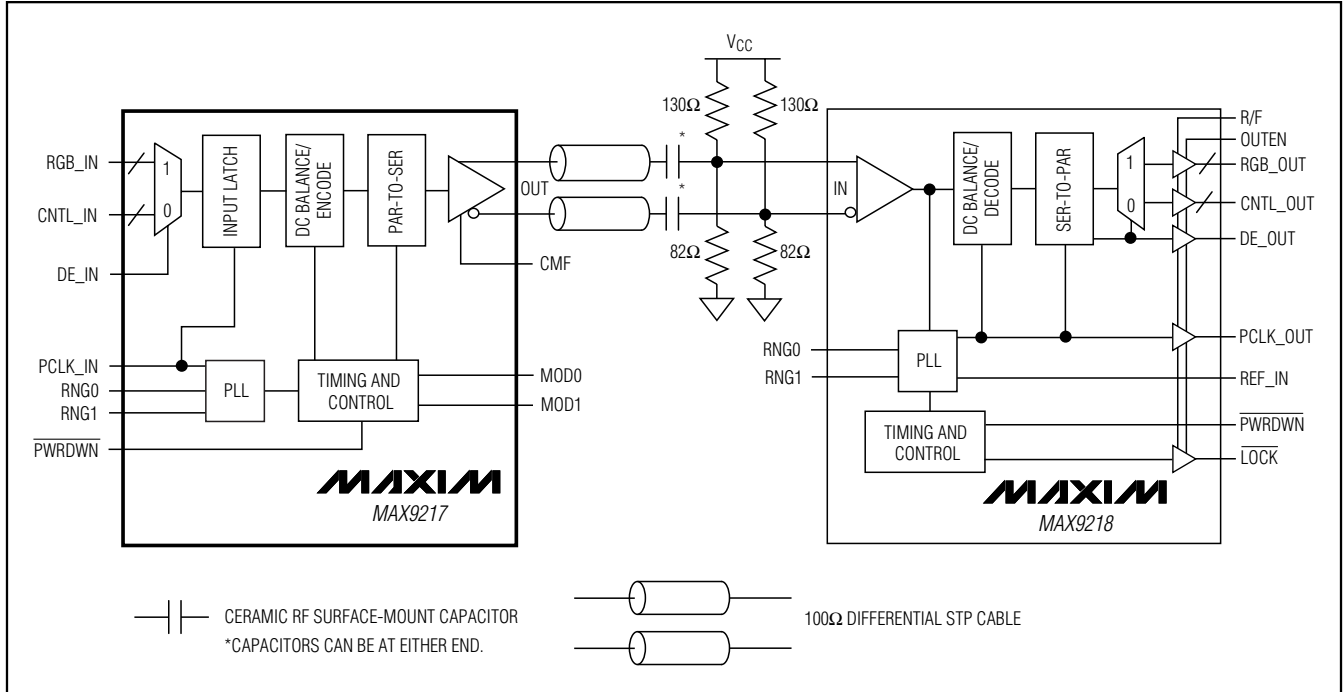 VCC
130Ω
130Ω
*
*
82Ω
82Ω
RGB_IN
CNTL_IN
DE_IN
PCLK_IN
RNG0
RNG1
PWRDWN
1
0
INPUT LATCH
DC BALANCE/
ENCODE
PAR-TO-SER
PLL
TIMING AND
CONTROL
OUT
CMF
MOD0
MOD1
MAXIM
MAX9217
IN
DC BALANCE/
DECODE
SER-TO-PAR
1
0
RNG0
RNG1
PLL
TIMING AND
CONTROL
R/F
OUTEN
RGB_OUT
CNTL_OUT
DE_OUT
PCLK_OUT
REF_IN
PWRDWN
LOCK
MAXIM
MAX9218
CERAMIC RF SURFACE-MOUNT CAPACITOR
*CAPACITORS CAN BE AT EITHER END.
100Ω DIFFERENTIAL STP CABLE